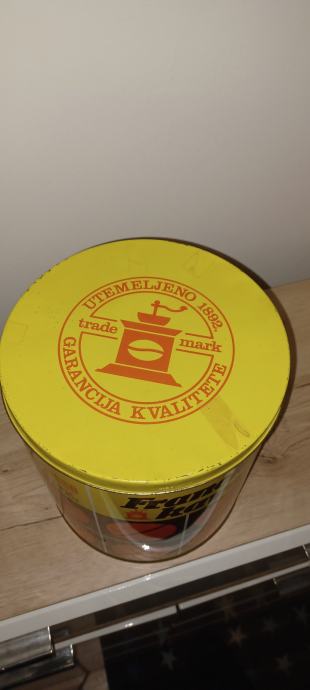 UTEMELJENO 1892.
trade mark
GARANCIJA KVALITETE